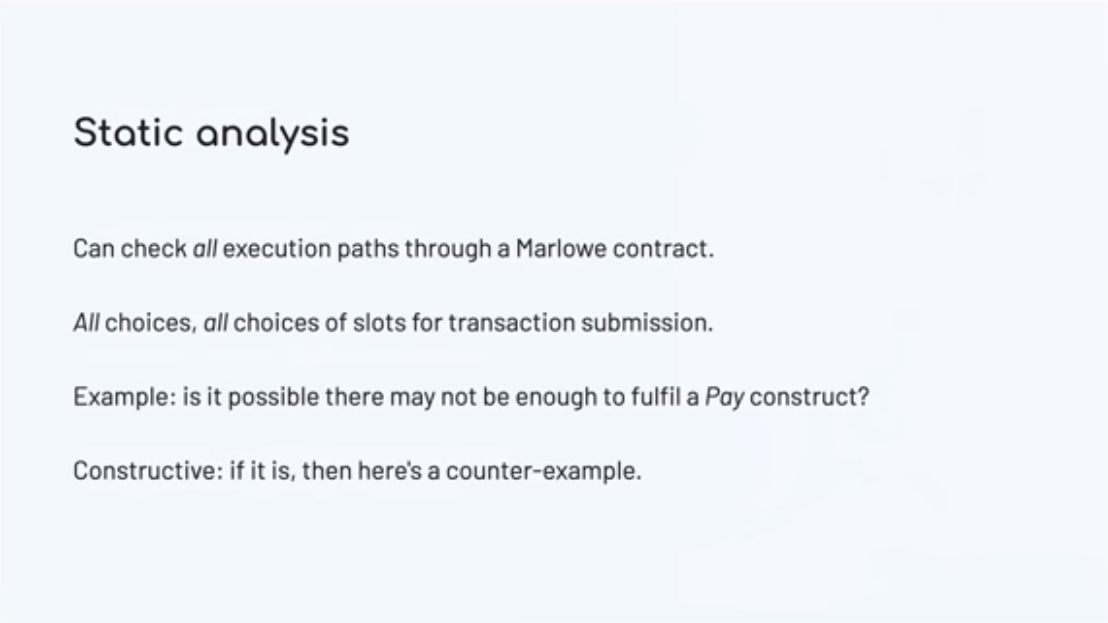 Static analysis
Can check all execution paths through a Marlowe contract.
All choices, all choices of slots for transaction submission.
Example: is it possible there may not be enough to fulfil a Pay construct?
Constructive: if it is, then here's a counter-example.